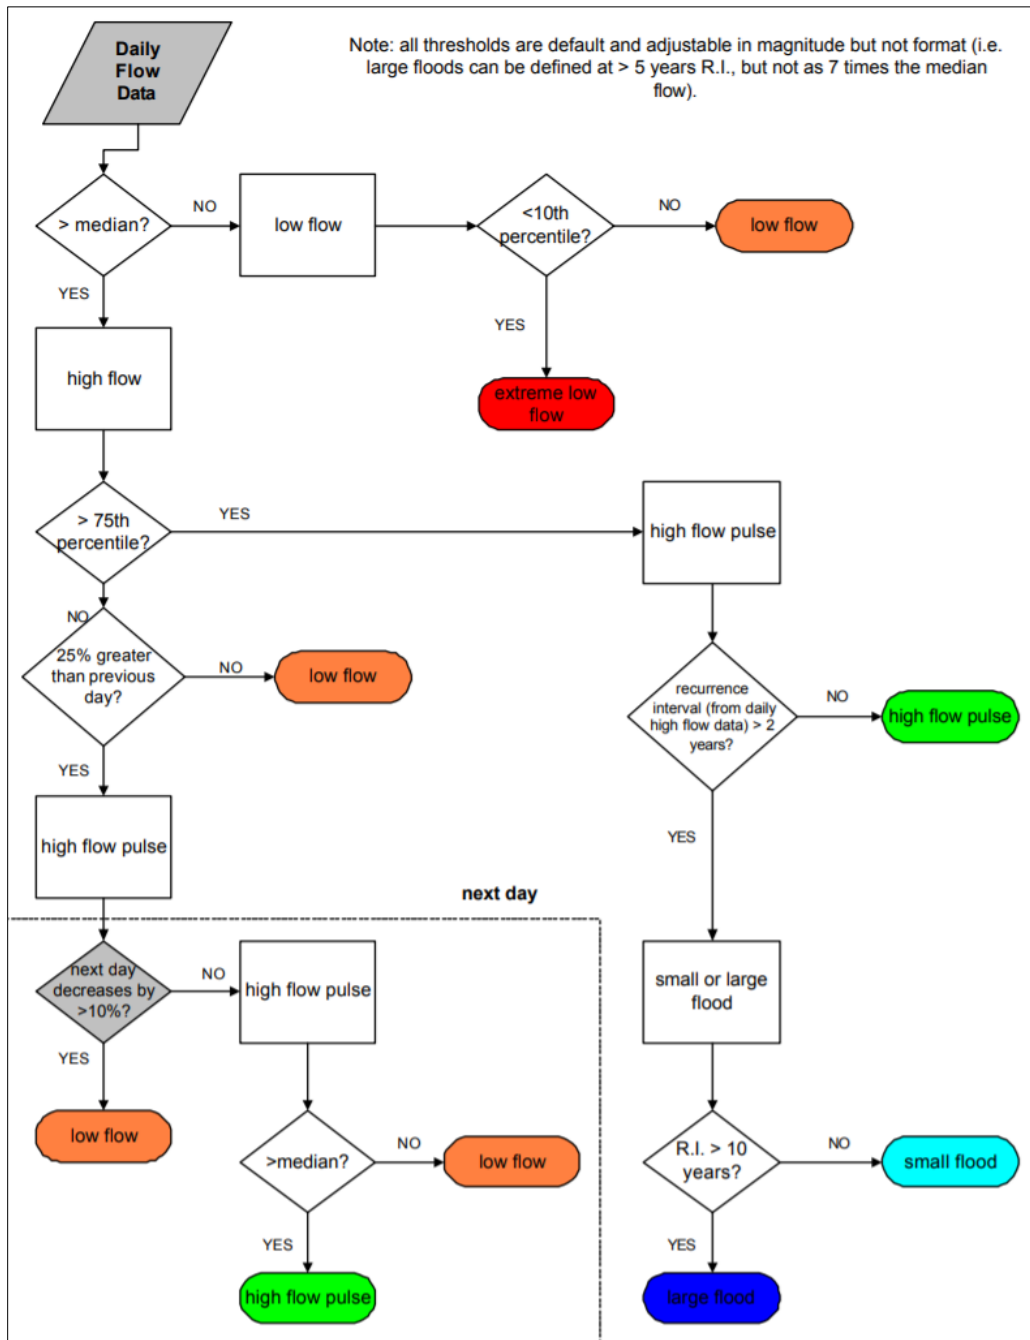 Daily
Flow
Data
Note: all thresholds are default and adjustable in magnitude but not format (i.e.
large floods can be defined at > 5 years R.I., but not as 7 times the median
flow).
> median?
NO
low flow
<10th
percentile?
NO
low flow
YES
YES
high flow
extreme low
flow
> 75th
percentile?
YES
high flow pulse
NO
25% greater
than previous
day?
NO
low flow
recurrence
interval (from daily
high flow data) > 2
years?
NO
high flow pulse
YES
high flow pulse
YES
next day
next day
decreases by
>10%?
NO
high flow pulse
small or large
flood
YES
low flow
>median?
NO
low flow
R.I. > 10
years?
NO
small flood
YES
YES
high flow pulse
large flood